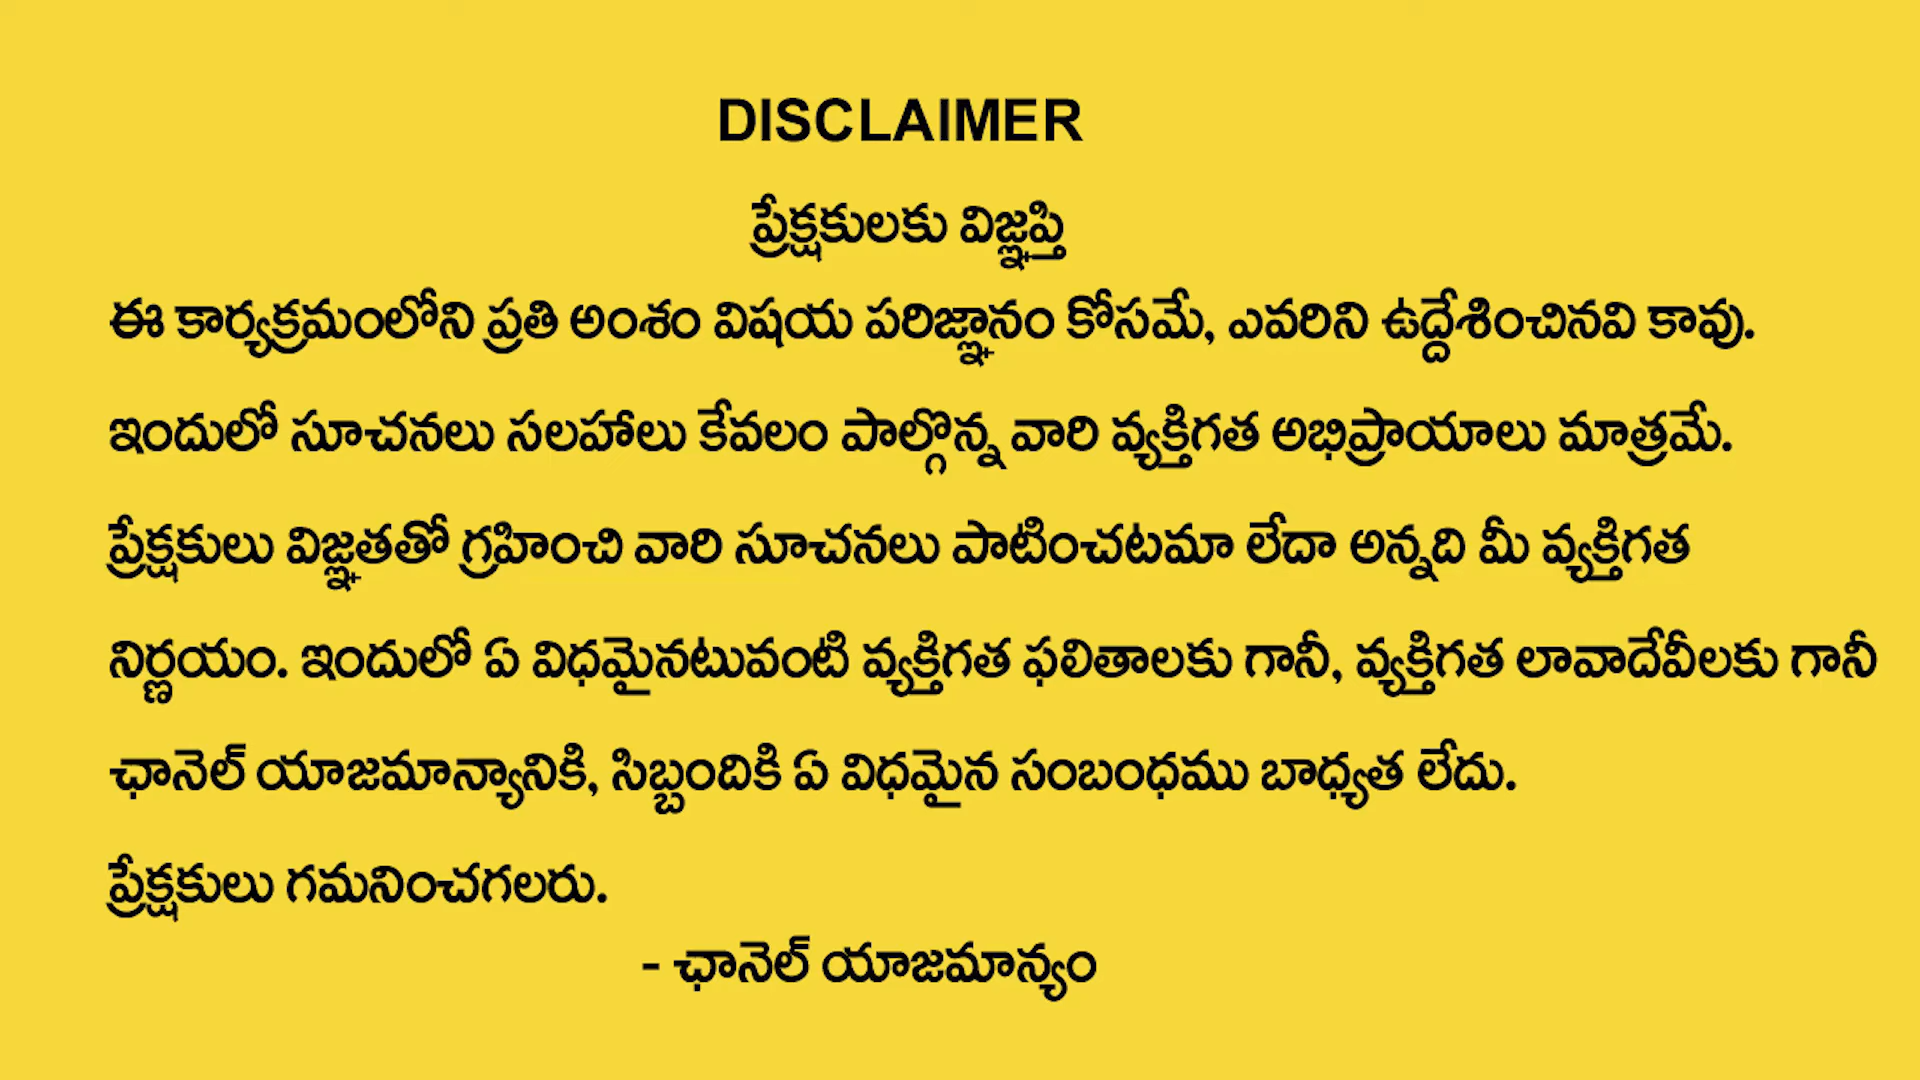 DISCLAIMER
ప్రేక్షకులకు విజ్ఞప్తి
ఈ కార్యక్రమంలోని ప్రతి అంశం విషయ పరిజ్ఞానం కోసమే, ఎవరిని ఉద్దేశించినవి కావు.
ఇందులో సూచనలు సలహాలు కేవలం పాల్గొన్న వారి వ్యక్తిగత అభిప్రాయాలు మాత్రమే.
ప్రేక్షకులు విజ్ఞతతో గ్రహించి వారి సూచనలు పాటించటమా లేదా అన్నది మీ వ్యక్తిగత
నిర్ణయం. ఇందులో ఏ విధమైనటువంటి వ్యక్తిగత ఫలితాలకు గానీ, వ్యక్తిగత లావాదేవీలకు గానీ
ఛానెల్ యాజమాన్యానికి, సిబ్బందికి ఏ విధమైన సంబంధము బాధ్యత లేదు.
ప్రేక్షకులు గమనించగలరు.
- ఛానెల్ యాజమాన్యం